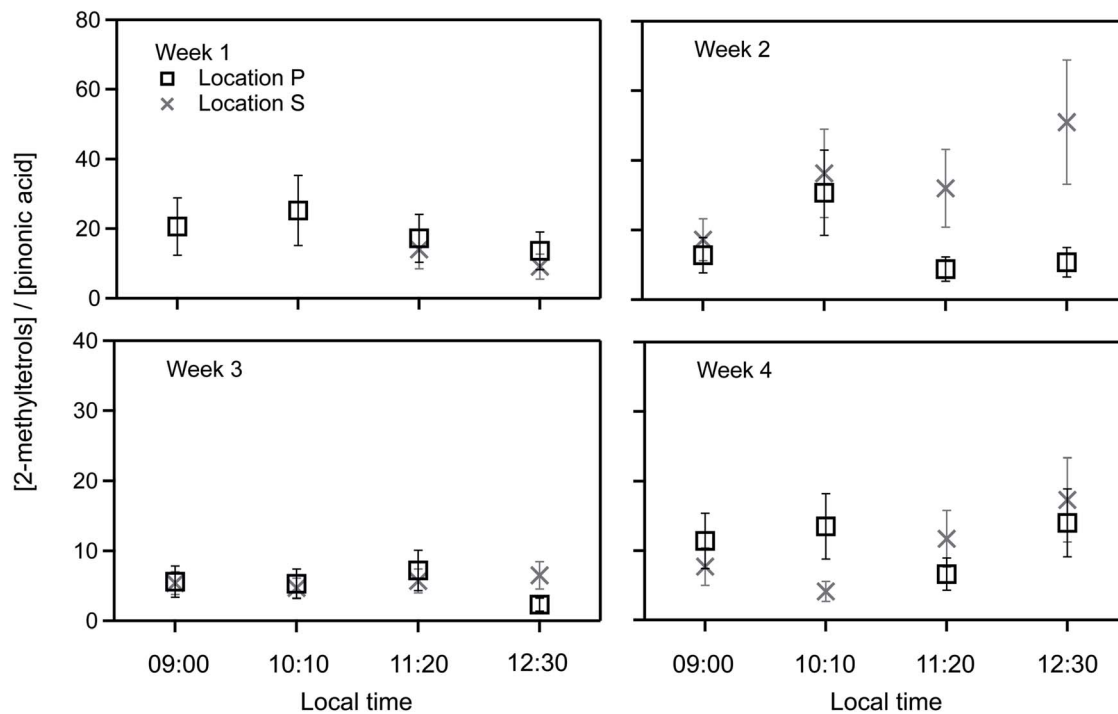 [2-methyltetrols] / [pinonic acid]
80
60
40
20
0
Week 1
Location P
Location S
Week 2
40
30
20
10
0
Week 3
Week 4
09:00 10:10 11:20 12:30
Local time
09:00 10:10 11:20 12:30
Local time